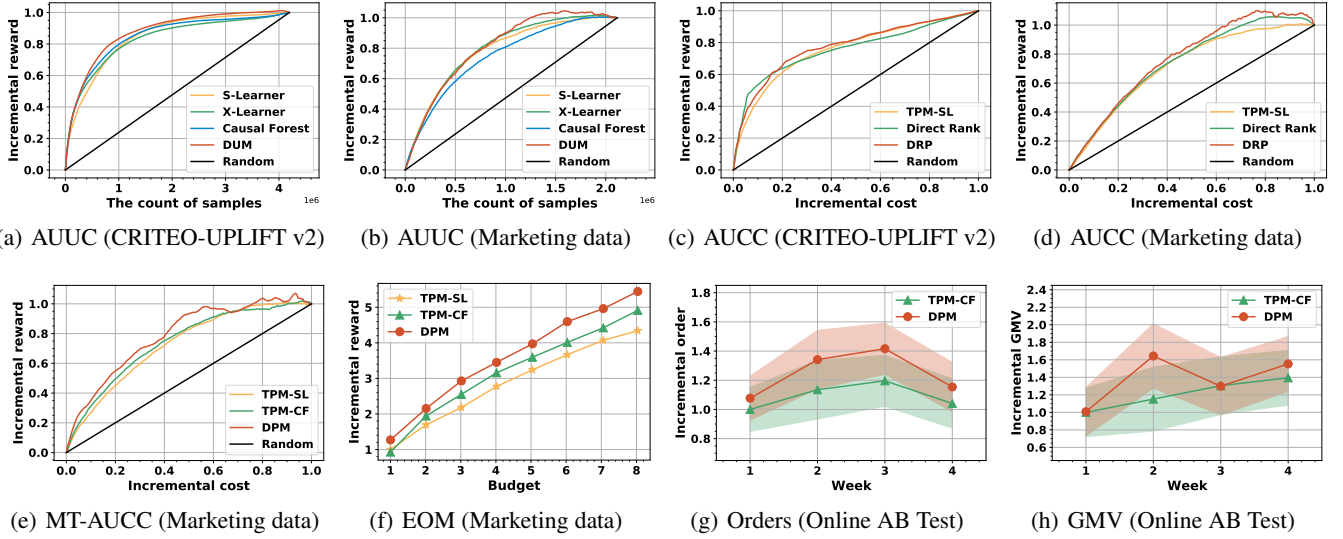 1.0
0.8
0.6
0.4
0.2
0.0
Incremental reward
S-Learner
X-Learner
Causal Forest
DUM
Random
0 1 2 3 4
1e6
The count of samples
(a) AUUC (CRITEO-UPLIFT v2)
1.0
0.8
0.6
0.4
0.2
0.0
Incremental reward
S-Learner
X-Learner
Causal Forest
DUM
Random
0.0 0.5 1.0 1.5 2.0
1e6
The count of samples
(b) AUUC (Marketing data)
1.0
0.8
0.6
0.4
0.2
0.0
Incremental reward
TPM-SL
Direct Rank
DRP
Random
0.0 0.2 0.4 0.6 0.8 1.0
Incremental cost
(c) AUCC (CRITEO-UPLIFT v2)
1.0
0.8
0.6
0.4
0.2
0.0
Incremental reward
TPM-SL
Direct Rank
DRP
Random
0.0 0.2 0.4 0.6 0.8 1.0
Incremental cost
(d) AUCC (Marketing data)
1.0
0.8
0.6
0.4
0.2
0.0
Incremental reward
TPM-SL
TPM-CF
DPM
Random
0.0 0.2 0.4 0.6 0.8 1.0
Incremental cost
(e) MT-AUCC (Marketing data)
5
4
3
2
1
Incremental reward
TPM-SL
TPM-CF
DPM
1 2 3 4 5 6 7 8
Budget
(f) EOM (Marketing data)
1.8
1.6
1.4
1.2
1.0
0.8
Incremental order
TPM-CF
DPM
1 2 3 4
Week
(g) Orders (Online AB Test)
2.4
2.2
2.0
1.8
1.6
1.4
1.2
1.0
0.8
0.6
Incremental GMV
TPM-CF
DPM
1 2 3 4
Week
(h) GMV (Online AB Test)